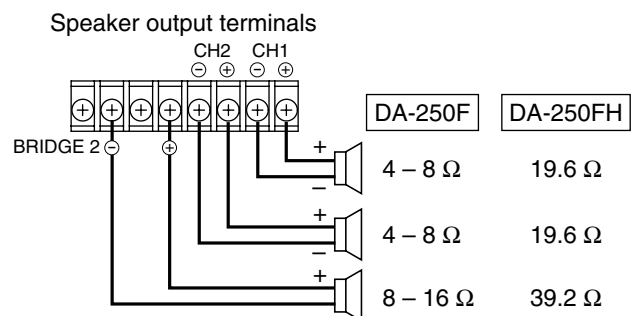 Speaker output terminals
CH2 CH1
⊖ ⊕ ⊖ ⊕
DA-250F DA-250FH
BRIDGE 2 ⊖ ⊕
+
4 – 8 Ω 19.6 Ω
–
+
4 – 8 Ω 19.6 Ω
–
+
8 – 16 Ω 39.2 Ω